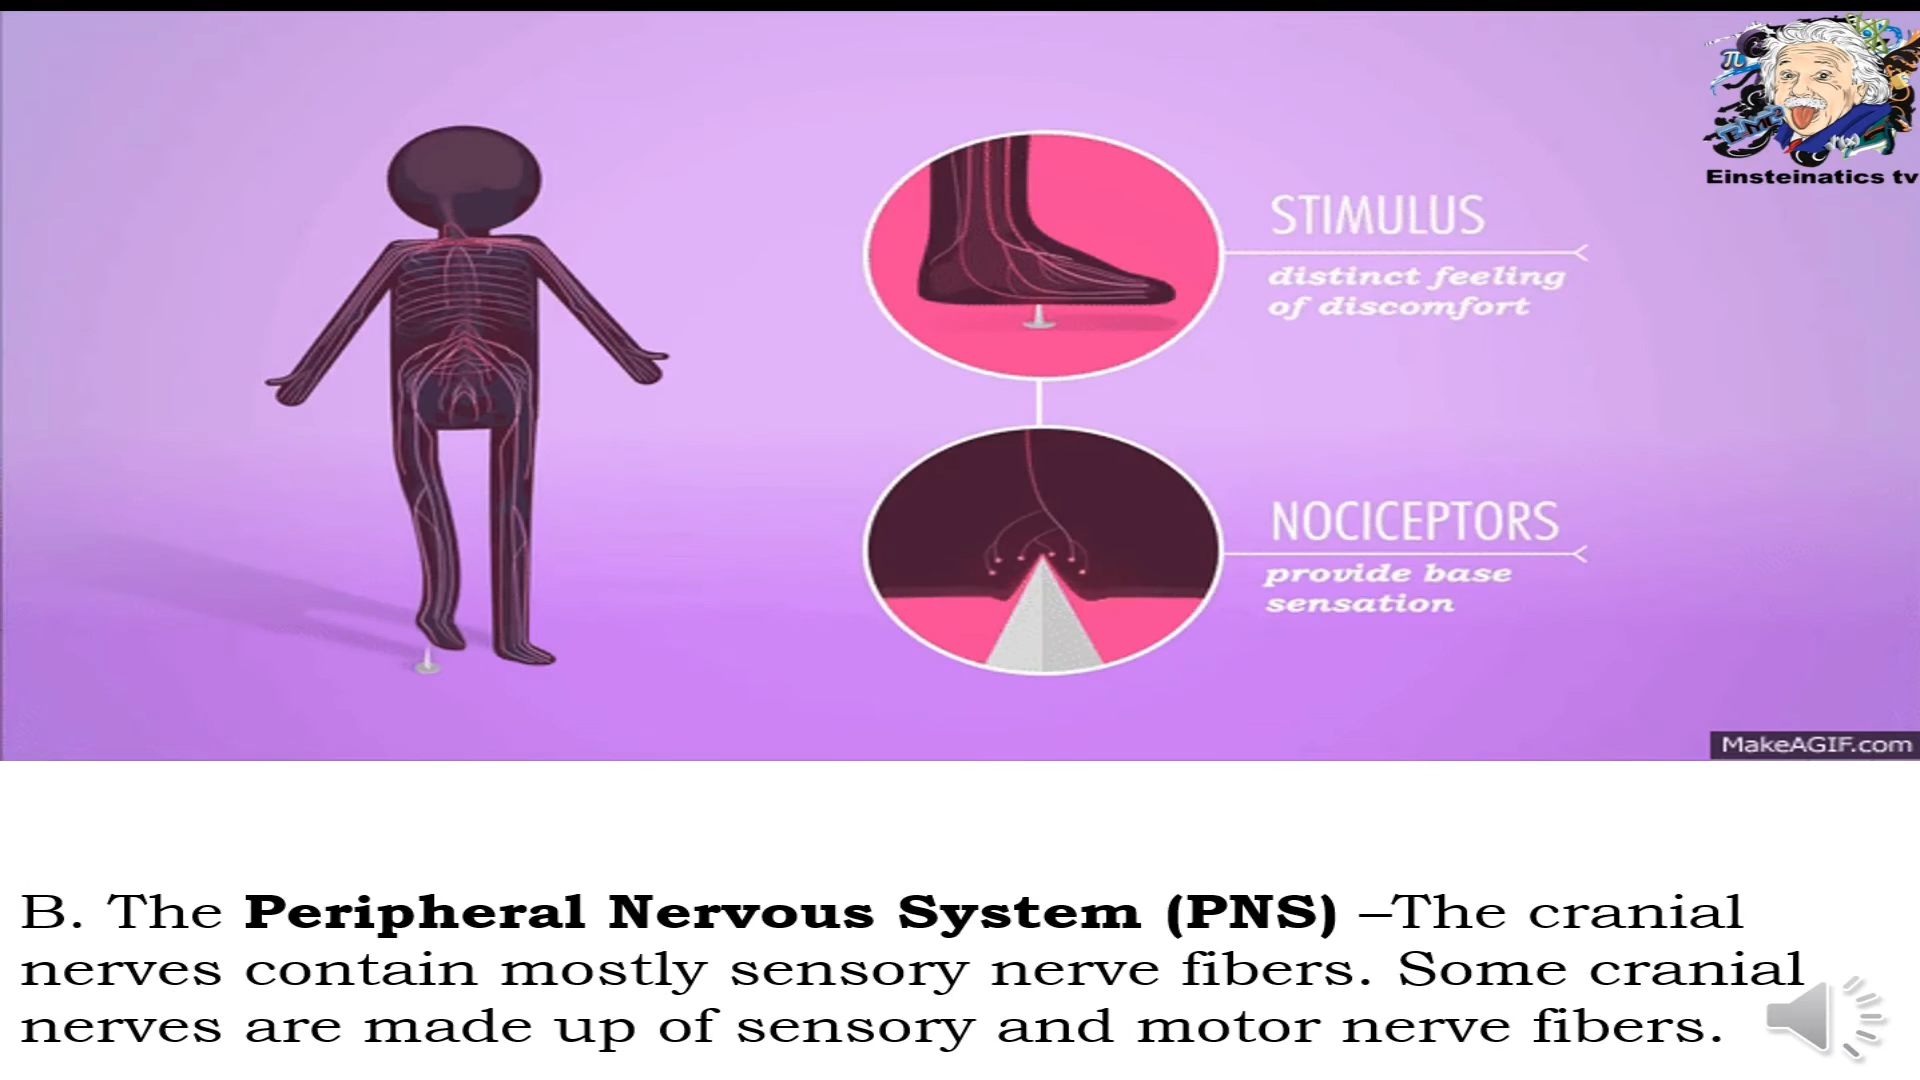 Einsteinatics tv
STIMULUS
distinct feeling
of discomfort
NOCICEPTORS
provide base
sensation
MakeAGIF.com
B. The Peripheral Nervous System (PNS) –The cranial
nerves contain mostly sensory nerve fibers. Some cranial
nerves are made up of sensory and motor nerve fibers.